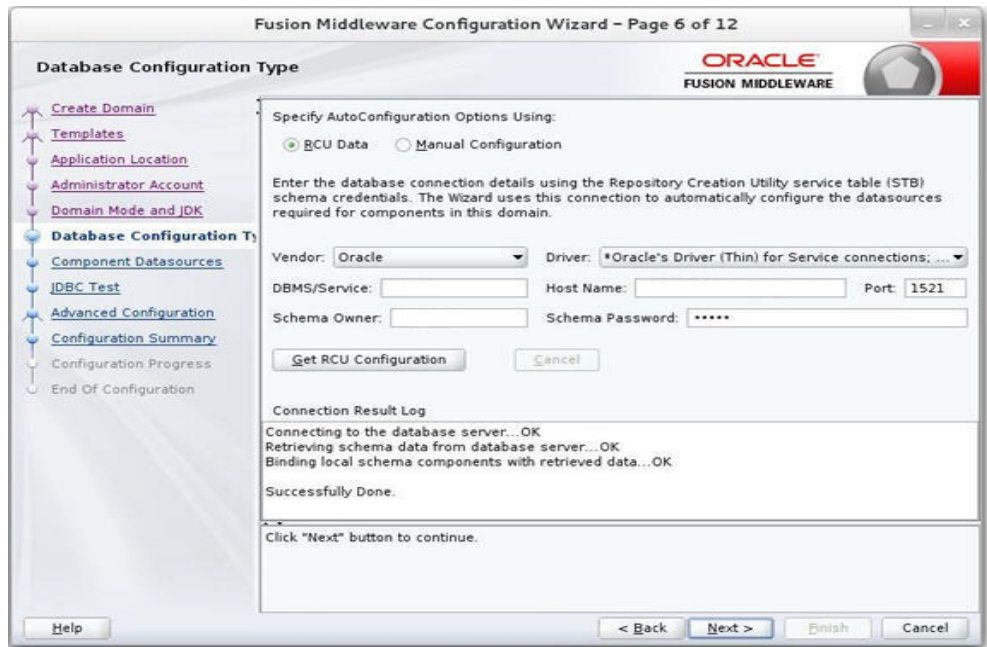 Fusion Middleware Configuration Wizard – Page 6 of 12
Database Configuration Type
ORACLE
FUSION MIDDLEWARE
Create Domain
Templates
Application Location
Administrator Account
Domain Mode and JDK
Database Configuration Ty
Component Datasources
JDBC Test
Advanced Configuration
Configuration Summary
Configuration Progress
End Of Configuration
Specify AutoConfiguration Options Using:
RCU Data Manual Configuration
Enter the database connection details using the Repository Creation Utility service table (STB)
schema credentials. The Wizard uses this connection to automatically configure the datasources
required for components in this domain.
Vendor: Oracle Driver: *Oracle's Driver (Thin) for Service connections; ...
DBMS/Service: Host Name: Port: 1521
Schema Owner: Schema Password: •••••
Get RCU Configuration Cancel
Connection Result Log
Connecting to the database server...OK
Retrieving schema data from database server...OK
Binding local schema components with retrieved data...OK
Successfully Done.
Click "Next" button to continue.
Help < Back Next > Finish Cancel